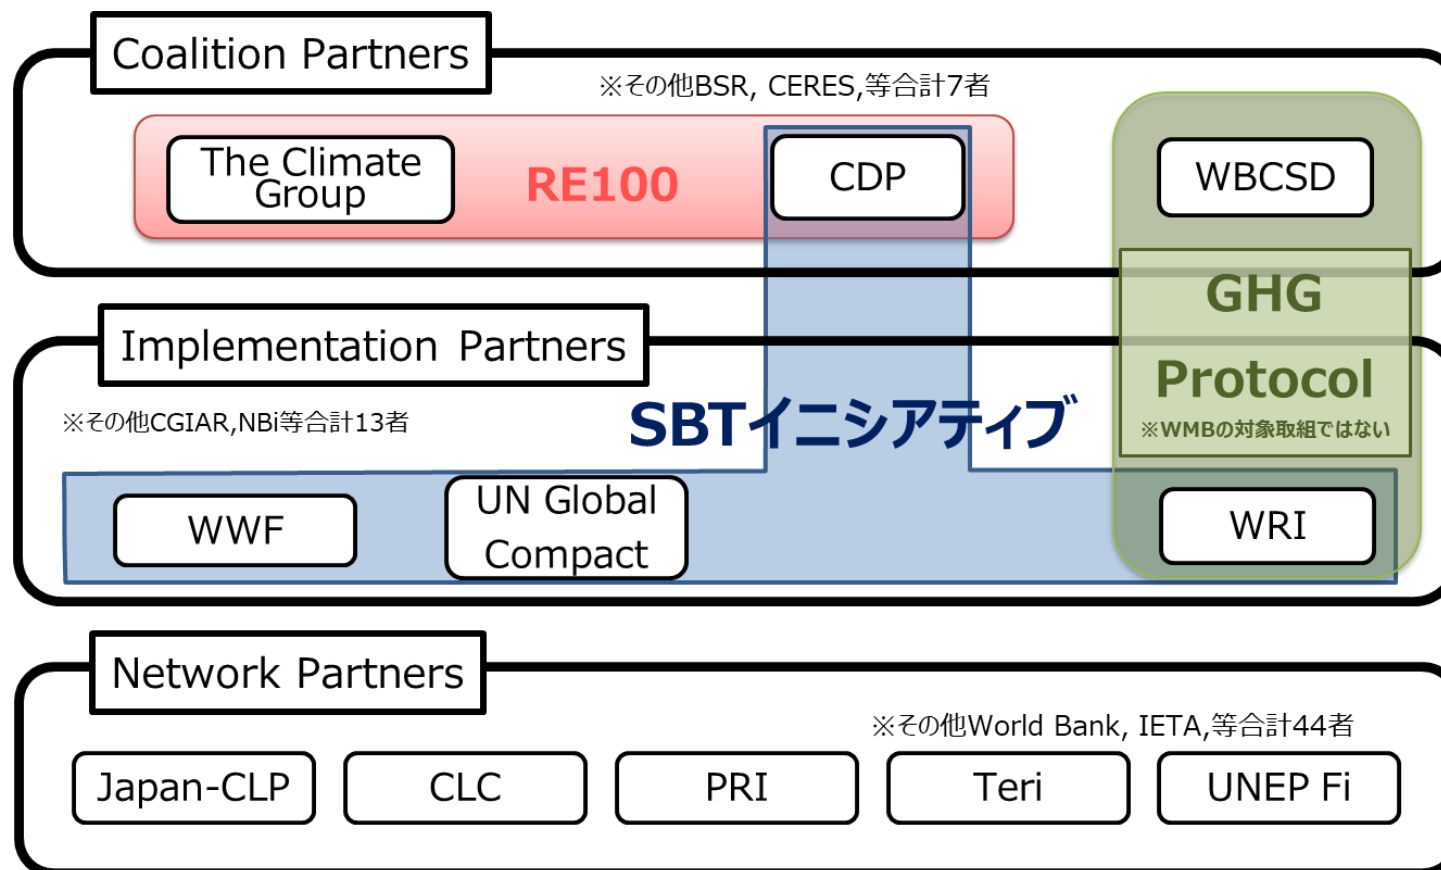 Coalition Partners
※その他BSR, CERES,等合計7者
The Climate
Group
RE100
CDP
WBCSD
GHG
Protocol
※WMBの対象取組ではない
Implementation Partners
※その他CGIAR,NBi等合計13者
SBTイニシアティブ
WWF
UN Global
Compact
WRI
Network Partners
※その他World Bank, IETA,等合計44者
Japan-CLP
CLC
PRI
Teri
UNEP Fi